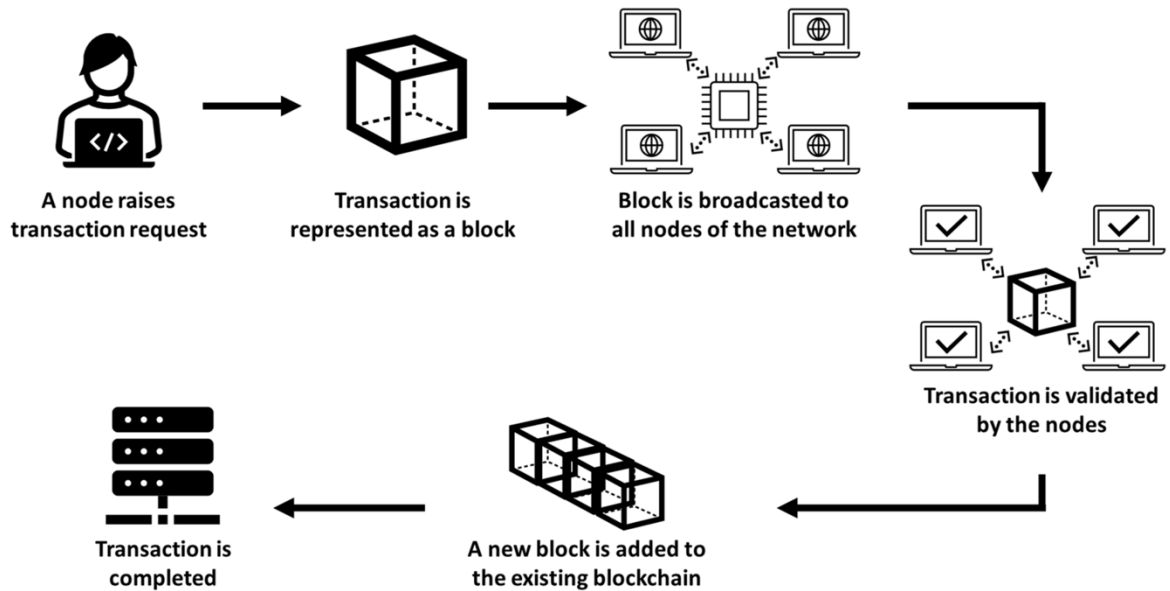 </>
A node raises
transaction request
Transaction is
represented as a block
Block is broadcasted to
all nodes of the network
Transaction is validated
by the nodes
A new block is added to
the existing blockchain
Transaction is
completed